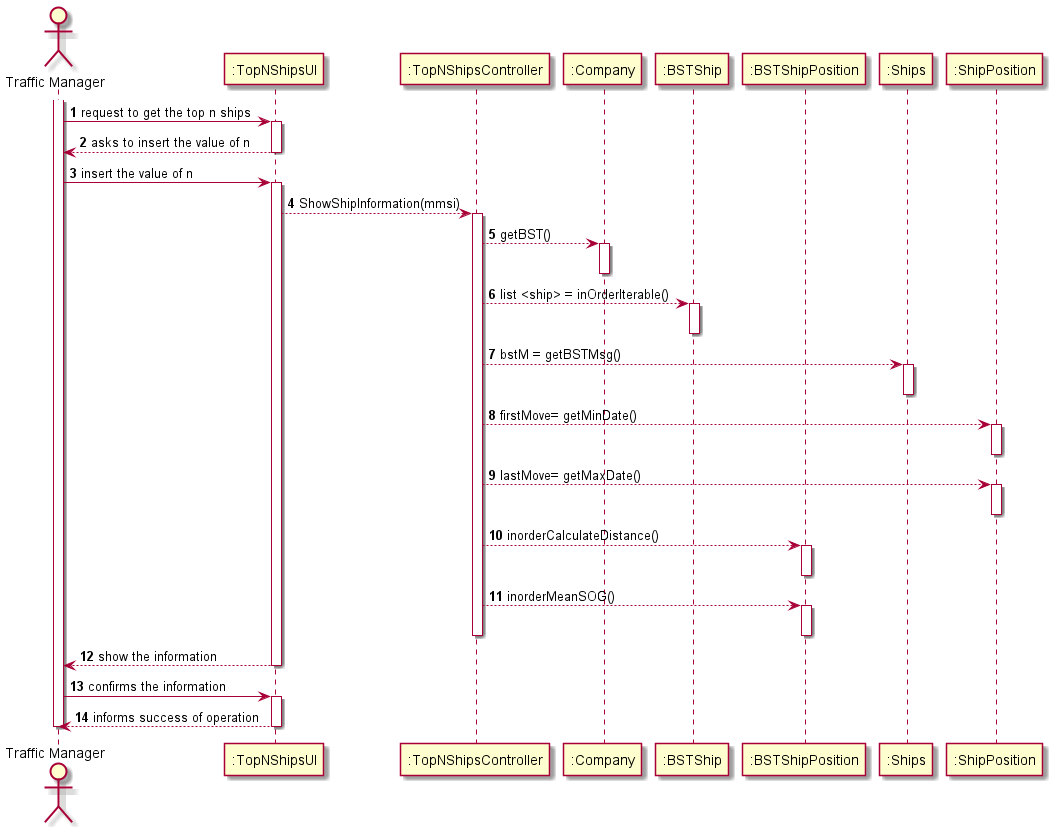 Traffic Manager
:TopNShipsUI
:TopNShipsController
:Company
:BSTShip
:BSTShipPosition
:Ships
:ShipPosition
1 request to get the top n ships
2 asks to insert the value of n
3 insert the value of n
4 ShowShipInformation(mmsi)
5 getBST()
6 list <ship> = inOrderIterable()
7 bstM = getBSTMsg()
8 firstMove= getMinDate()
9 lastMove= getMaxDate()
10 inorderCalculateDistance()
11 inorderMeanSOG()
12 show the information
13 confirms the information
14 informs success of operation
Traffic Manager
:TopNShipsUI
:TopNShipsController
:Company
:BSTShip
:BSTShipPosition
:Ships
:ShipPosition